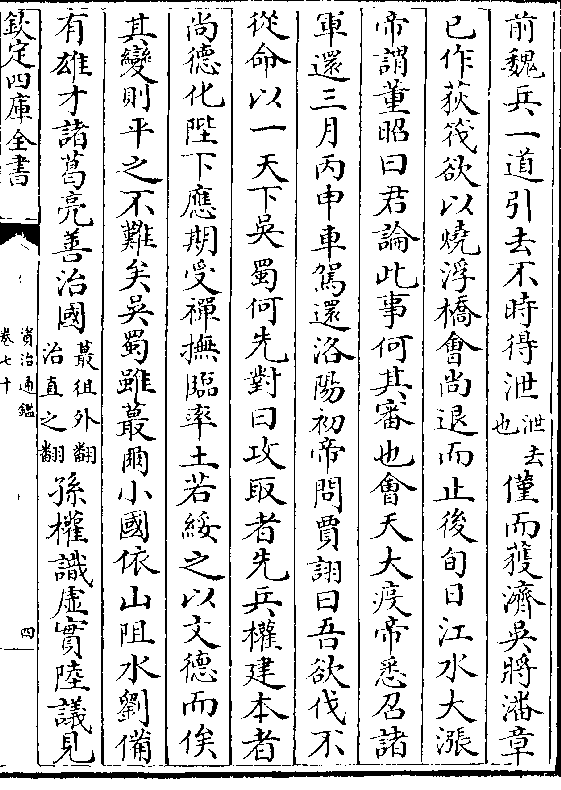 前魏兵一道引去不時得泄泄去也僅而獲濟吳將潘璋
已作荻筏欲以燒浮橋會尚退而止後旬日江水大漲
帝謂董昭曰君論此事何其審也會天大疫帝悉召諸
軍還三月丙申車駕還洛陽初帝問賈詡曰吾欲伐不
從命以一天下吳蜀何先對曰攻取者先兵權建本者
尚德化陛下應期受禪撫臨率土若綏之以文德而俟
其變則平之不難矣吳蜀雖蕞爾小國依山阻水劉備
有雄才諸葛亮善治國蕞徂外翻治直之翻孫權識虛實陸議見
欽定四庫全書
資治通鑑
卷七十
四